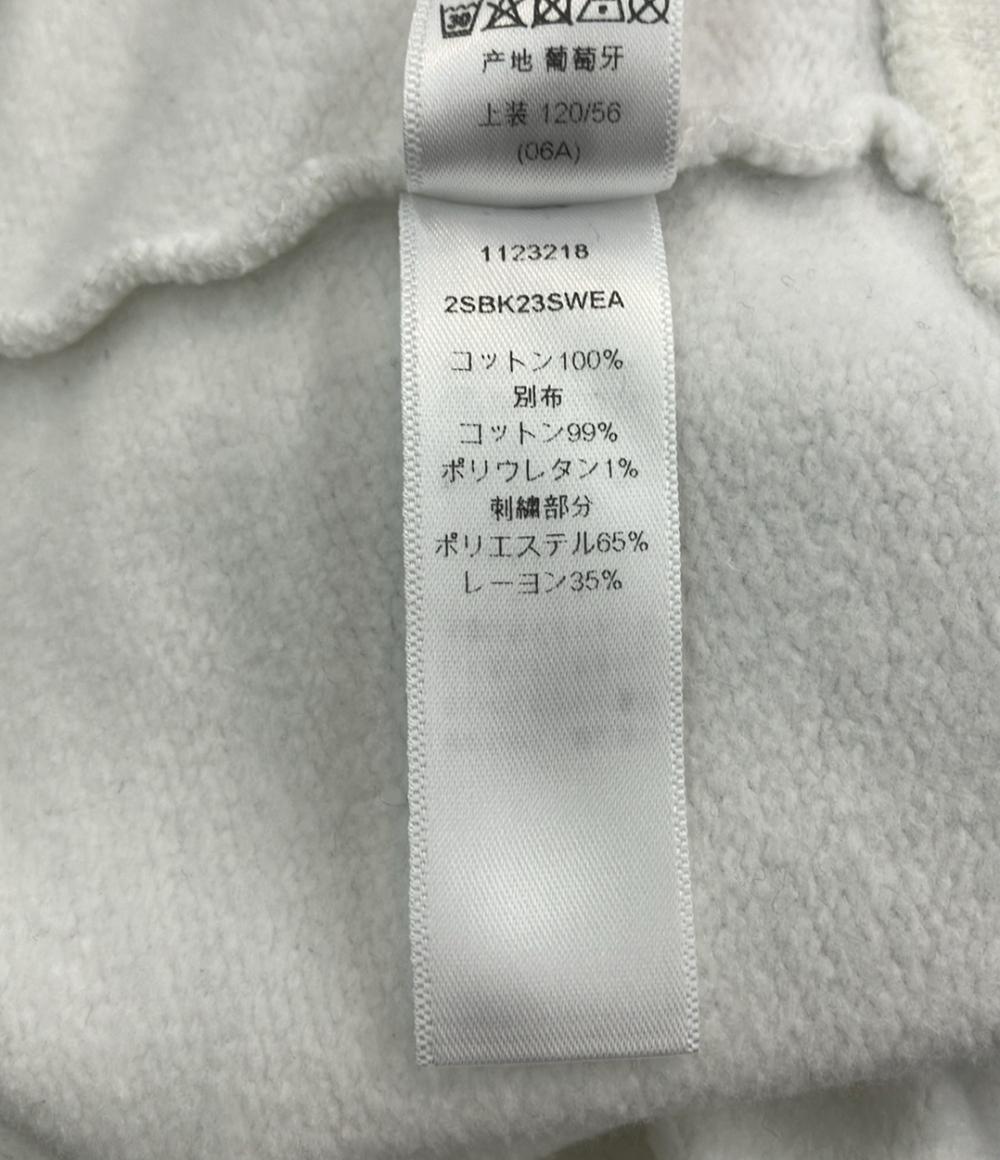 30
产地 葡萄牙
上装 120/56
(06A)
1123218
2SBK23SWEA
コットン100%
別布
コットン99%
ポリウレタン1%
刺繍部分
ポリエステル65%
レーヨン35%